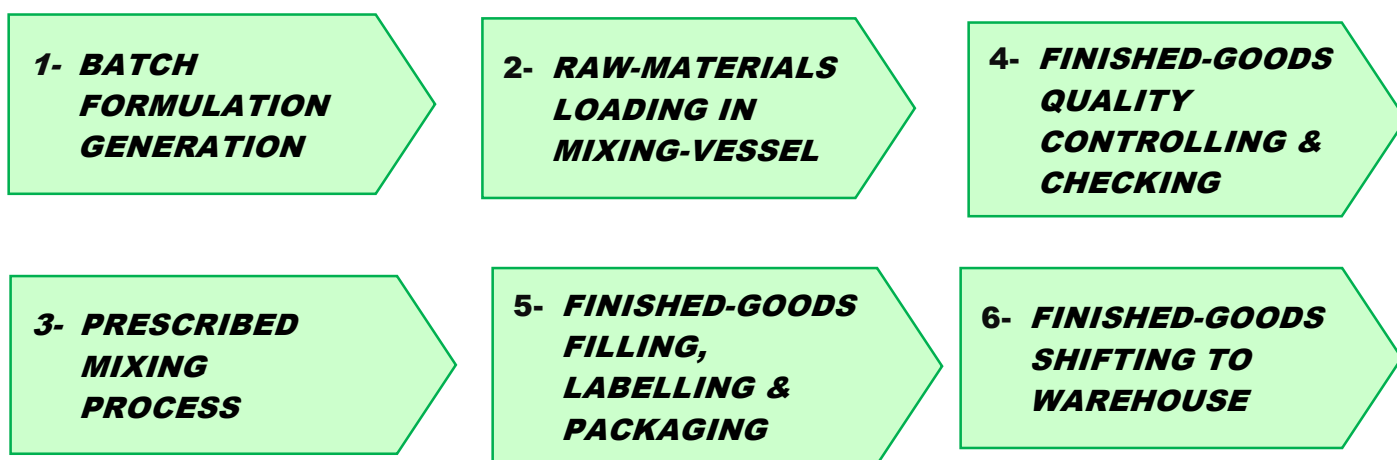 1- BATCH
FORMULATION
GENERATION
2- RAW-MATERIALS
LOADING IN
MIXING-VESSEL
4- FINISHED-GOODS
QUALITY
CONTROLLING &
CHECKING
3- PRESCRIBED
MIXING
PROCESS
5- FINISHED-GOODS
FILLING,
LABELLING &
PACKAGING
6- FINISHED-GOODS
SHIFTING TO
WAREHOUSE